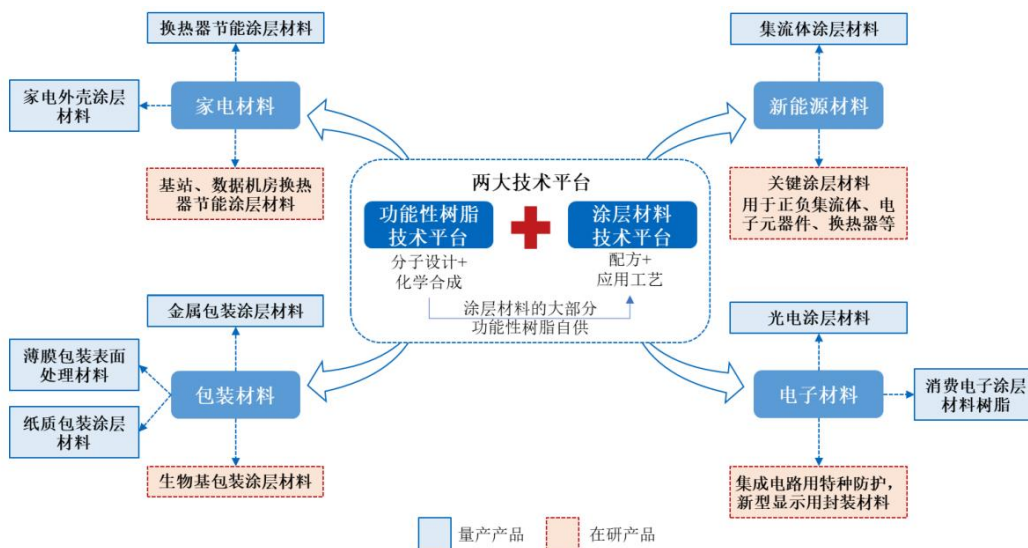 换热器节能涂层材料
家电外壳涂层
材料
家电材料
基站、数据机房换热
器节能涂层材料
集流体涂层材料
新能源材料
关键涂层材料
用于正负集流体、电
子元器件、换热器等
两大技术平台
功能性树脂
技术平台
涂层材料
技术平台
分子设计+
化学合成
配方+
应用工艺
涂层材料的大部分
功能性树脂自供
金属包装涂层材料
薄膜包装表面
处理材料
包装材料
纸质包装涂层
材料
生物基包装涂层材料
光电涂层材料
电子材料
消费电子涂层
材料树脂
集成电路用特种防护，
新型显示用封装材料
量产产品
在研产品